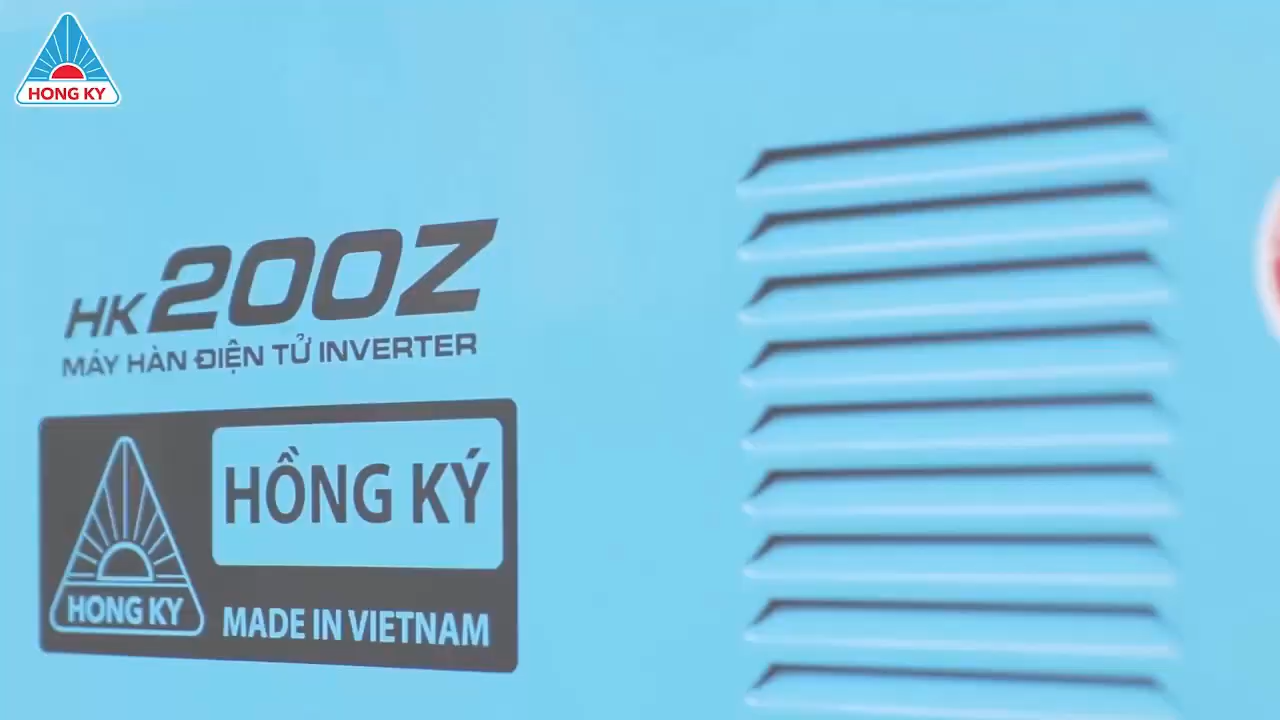 HONG KY
HK200Z
MÁY HÀN ĐIỆN TỬ INVERTER
HỒNG KÝ
HONG KY
MADE IN VIETNAM